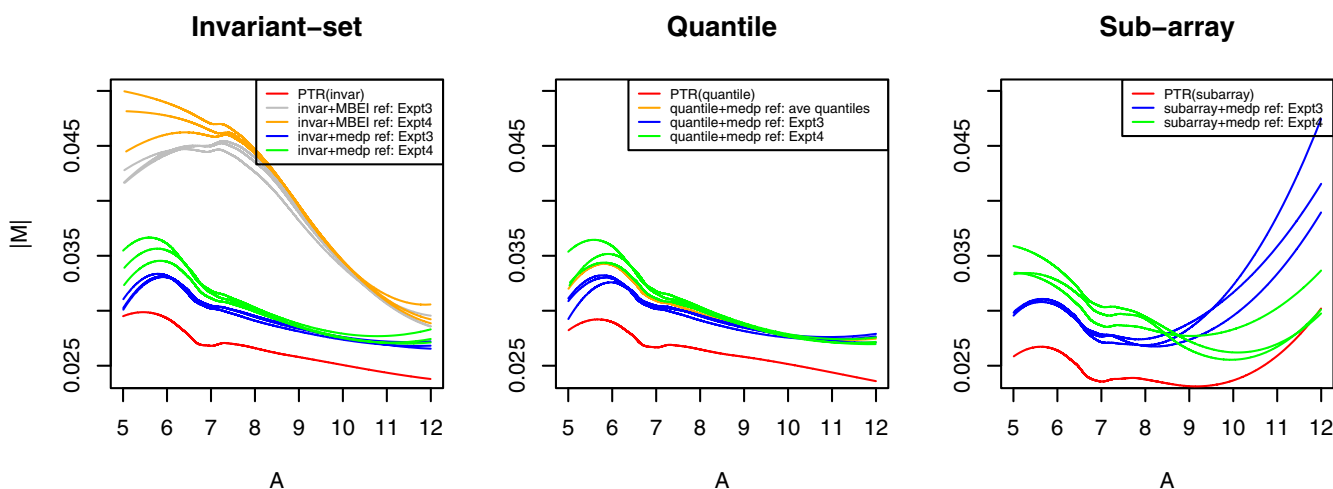 Invariant−set
Quantile
Sub−array
PTR(invar)
invar+MBEI ref: Expt3
invar+MBEI ref: Expt4
invar+medp ref: Expt3
invar+medp ref: Expt4
PTR(quantile)
quantile+medp ref: ave quantiles
quantile+medp ref: Expt3
quantile+medp ref: Expt4
PTR(subarray)
subarray+medp ref: Expt3
subarray+medp ref: Expt4
|M|
0.045
0.035
0.025
0.045
0.035
0.025
0.045
0.035
0.025
5 6 7 8 9 10 11 12
5 6 7 8 9 10 11 12
5 6 7 8 9 10 11 12
A
A
A